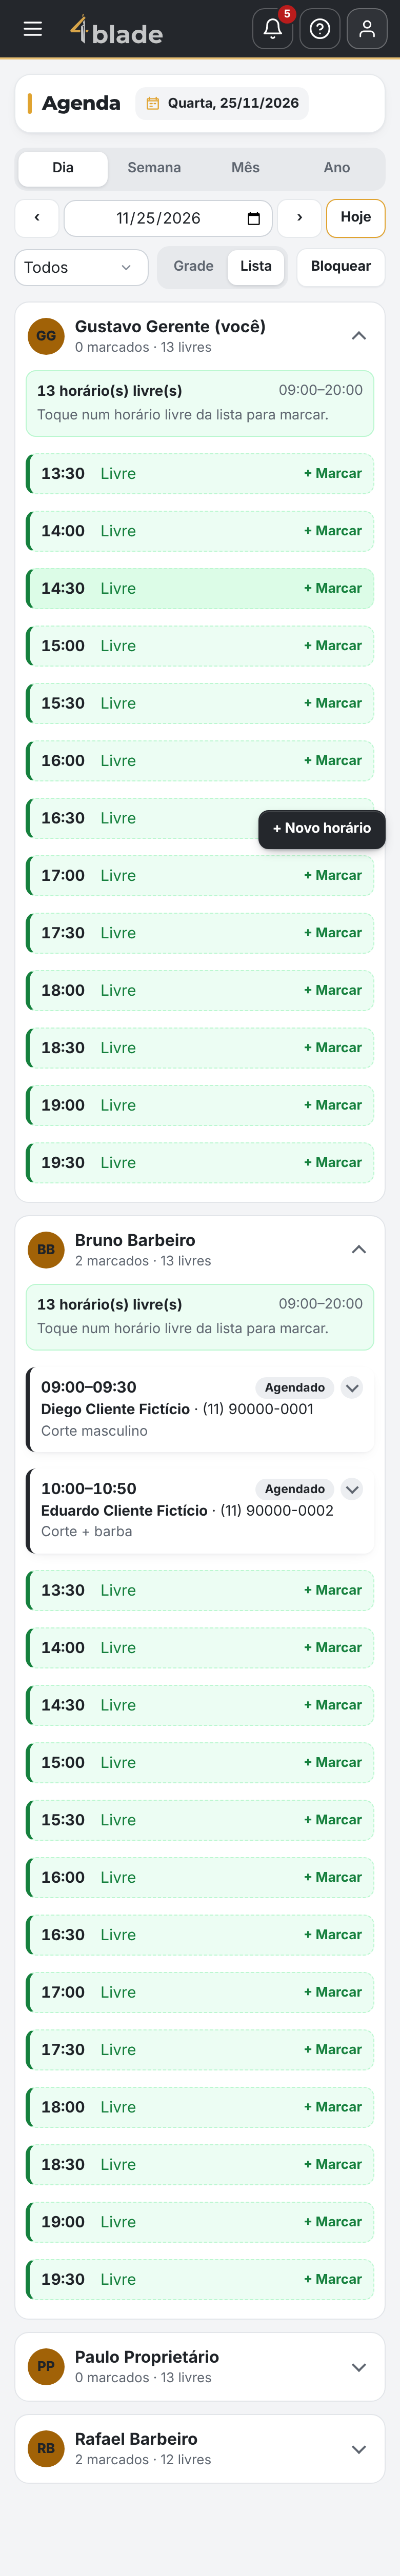 4blade
5
Agenda
Quarta, 25/11/2026
Dia Semana Mês Ano
‹ 11/25/2026 › Hoje
Todos Grade Lista Bloquear
GG Gustavo Gerente (você)
0 marcados · 13 livres
13 horário(s) livre(s) 09:00–20:00
Toque num horário livre da lista para marcar.
13:30 Livre + Marcar
14:00 Livre + Marcar
14:30 Livre + Marcar
15:00 Livre + Marcar
15:30 Livre + Marcar
16:00 Livre + Marcar
16:30 Livre
+ Novo horário
17:00 Livre + Marcar
17:30 Livre + Marcar
18:00 Livre + Marcar
18:30 Livre + Marcar
19:00 Livre + Marcar
19:30 Livre + Marcar
BB Bruno Barbeiro
2 marcados · 13 livres
13 horário(s) livre(s) 09:00–20:00
Toque num horário livre da lista para marcar.
09:00–09:30 Agendado
Diego Cliente Fictício · (11) 90000-0001
Corte masculino
10:00–10:50 Agendado
Eduardo Cliente Fictício · (11) 90000-0002
Corte + barba
13:30 Livre + Marcar
14:00 Livre + Marcar
14:30 Livre + Marcar
15:00 Livre + Marcar
15:30 Livre + Marcar
16:00 Livre + Marcar
16:30 Livre + Marcar
17:00 Livre + Marcar
17:30 Livre + Marcar
18:00 Livre + Marcar
18:30 Livre + Marcar
19:00 Livre + Marcar
19:30 Livre + Marcar
PP Paulo Proprietário
0 marcados · 13 livres
RB Rafael Barbeiro
2 marcados · 12 livres